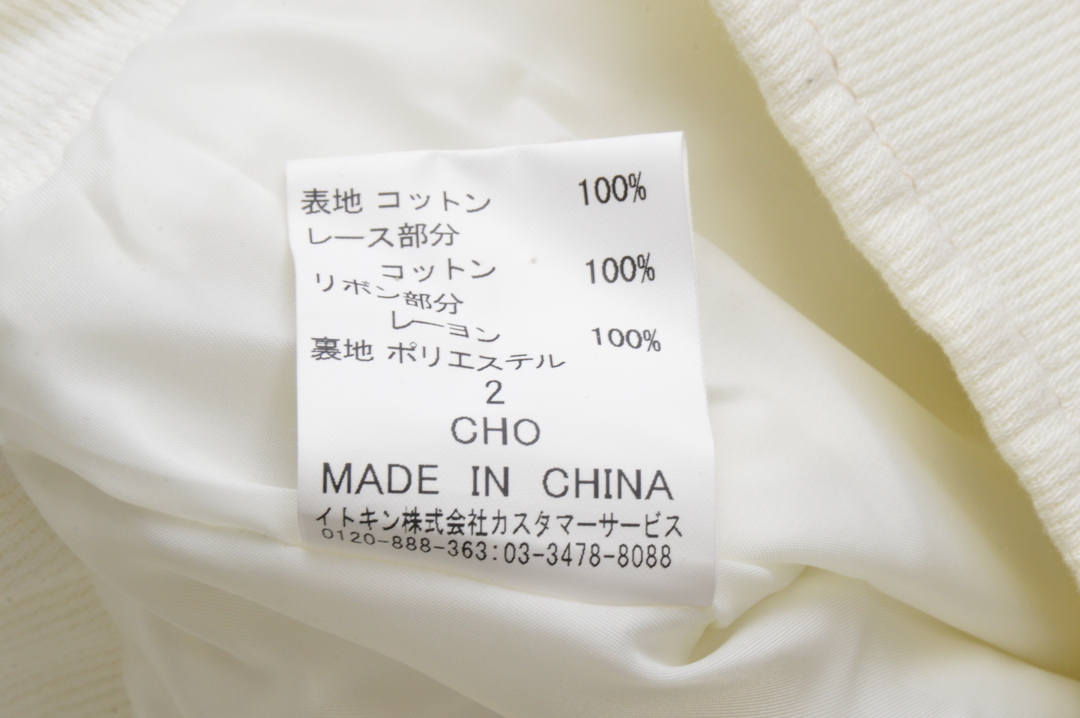 表地 コットン 100%
レース部分
コットン 100%
リボン部分
レーヨン 100%
裏地 ポリエステル
2
CHO
MADE IN CHINA
イトキン株式会社カスタマーサービス
0120-888-363:03-3478-8088